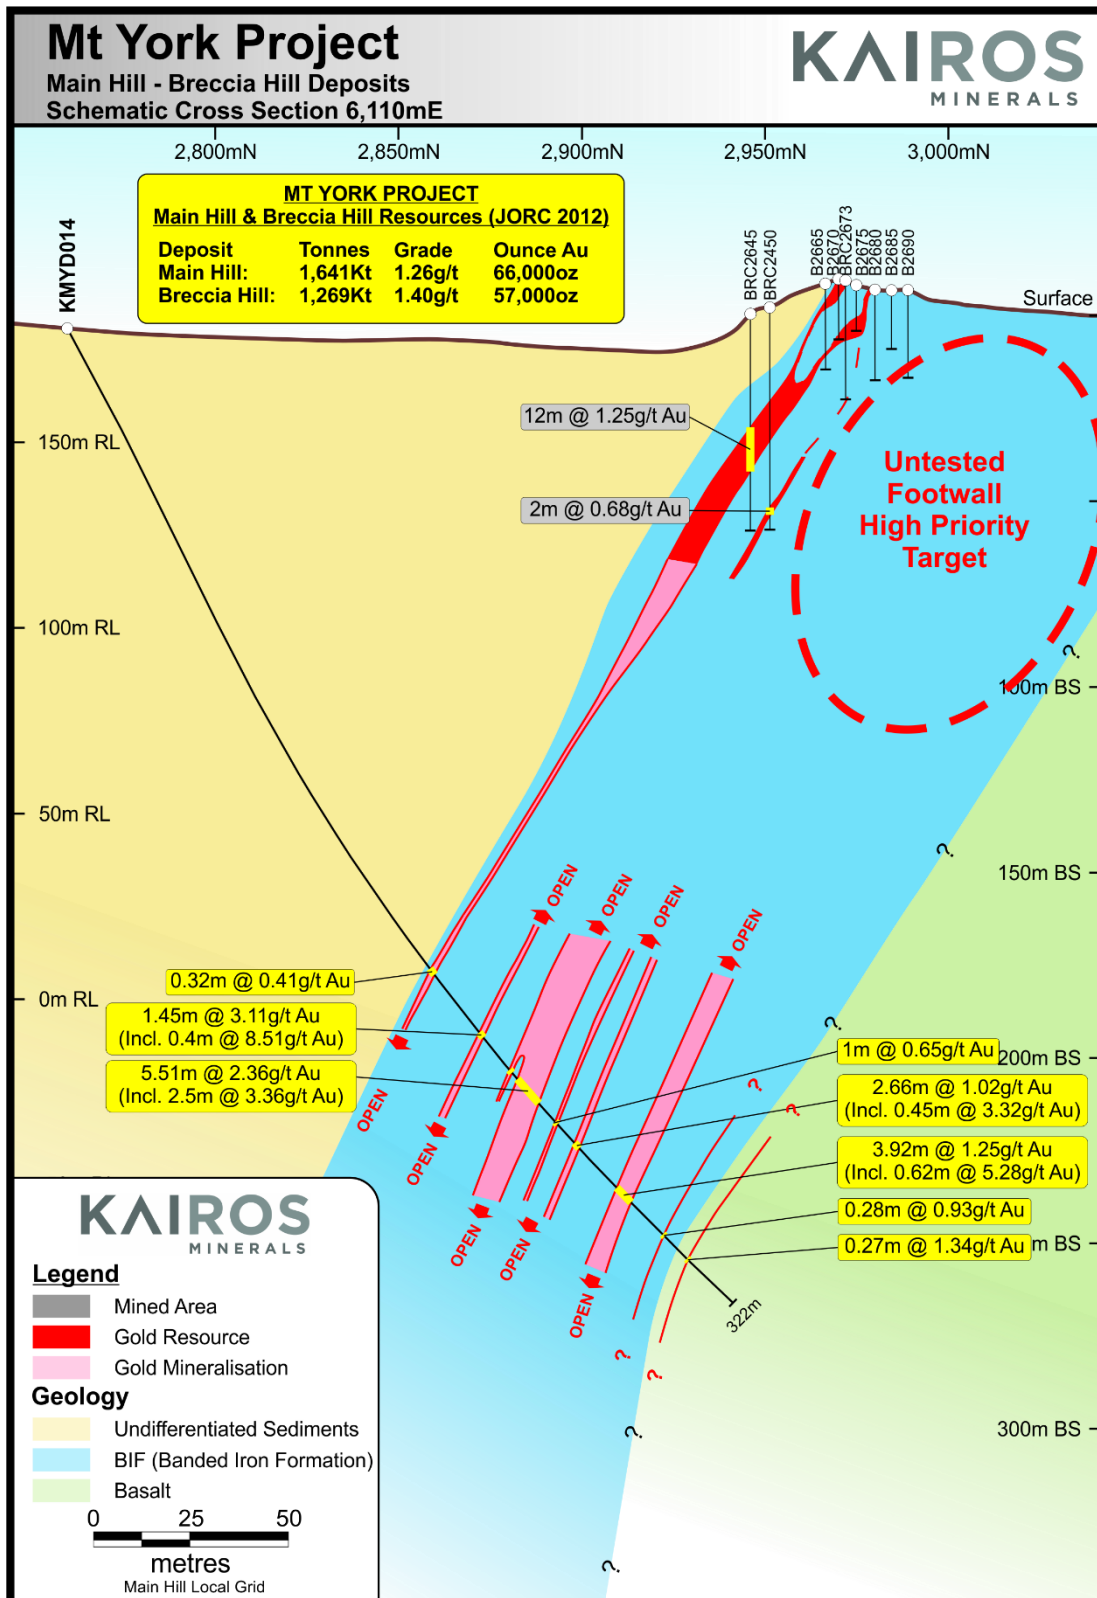 Mt York Project
Main Hill - Breccia Hill Deposits
Schematic Cross Section 6,110mE
KAIROS
MINERALS
2,800mN
2,850mN
2,900mN
2,950mN
3,000mN
MT YORK PROJECT
Main Hill & Breccia Hill Resources (JORC 2012)
Deposit Tonnes Grade Ounce Au
Main Hill: 1,641Kt 1.26g/t 66,000oz
Breccia Hill: 1,269Kt 1.40g/t 57,000oz
KMYD014
BRC2645
BRC2450
B2665
B2670
BRC2673
B2675
B2680
B2685
B2690
Surface
12m @ 1.25g/t Au
150m RL
Untested
Footwall
High Priority
Target
2m @ 0.68g/t Au
100m RL
?
100m BS
50m RL
?
150m BS
OPEN
OPEN
OPEN
OPEN
0.32m @ 0.41g/t Au
0m RL
1.45m @ 3.11g/t Au
(Incl. 0.4m @ 8.51g/t Au)
?
1m @ 0.65g/t Au
200m BS
5.51m @ 2.36g/t Au
(Incl. 2.5m @ 3.36g/t Au)
?
?
2.66m @ 1.02g/t Au
(Incl. 0.45m @ 3.32g/t Au)
OPEN
OPEN
3.92m @ 1.25g/t Au
(Incl. 0.62m @ 5.28g/t Au)
0.28m @ 0.93g/t Au
0.27m @ 1.34g/t Au
m BS
OPEN
OPEN
OPEN
322m
?
?
?
300m BS
?
KAIROS
MINERALS
Legend
Mined Area
Gold Resource
Gold Mineralisation
Geology
Undifferentiated Sediments
BIF (Banded Iron Formation)
Basalt
0 25 50
metres
Main Hill Local Grid